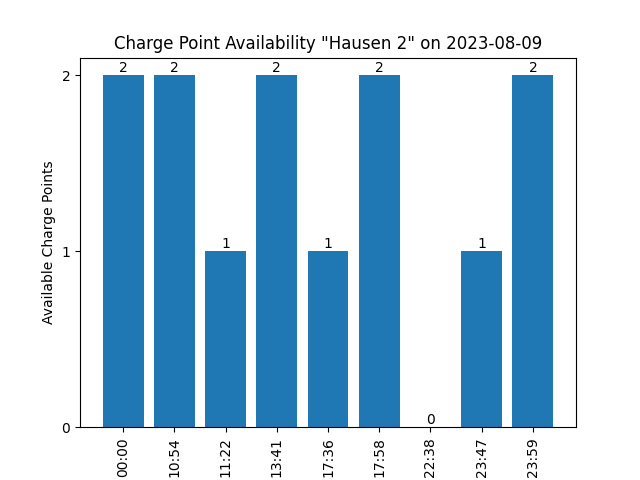 Charge Point Availability "Hausen 2" on 2023-08-09
2 2 1 2 1 2 0 1 2
2
1
0
Available Charge Points
00:00 10:54 11:22 13:41 17:36 17:58 22:38 23:47 23:59